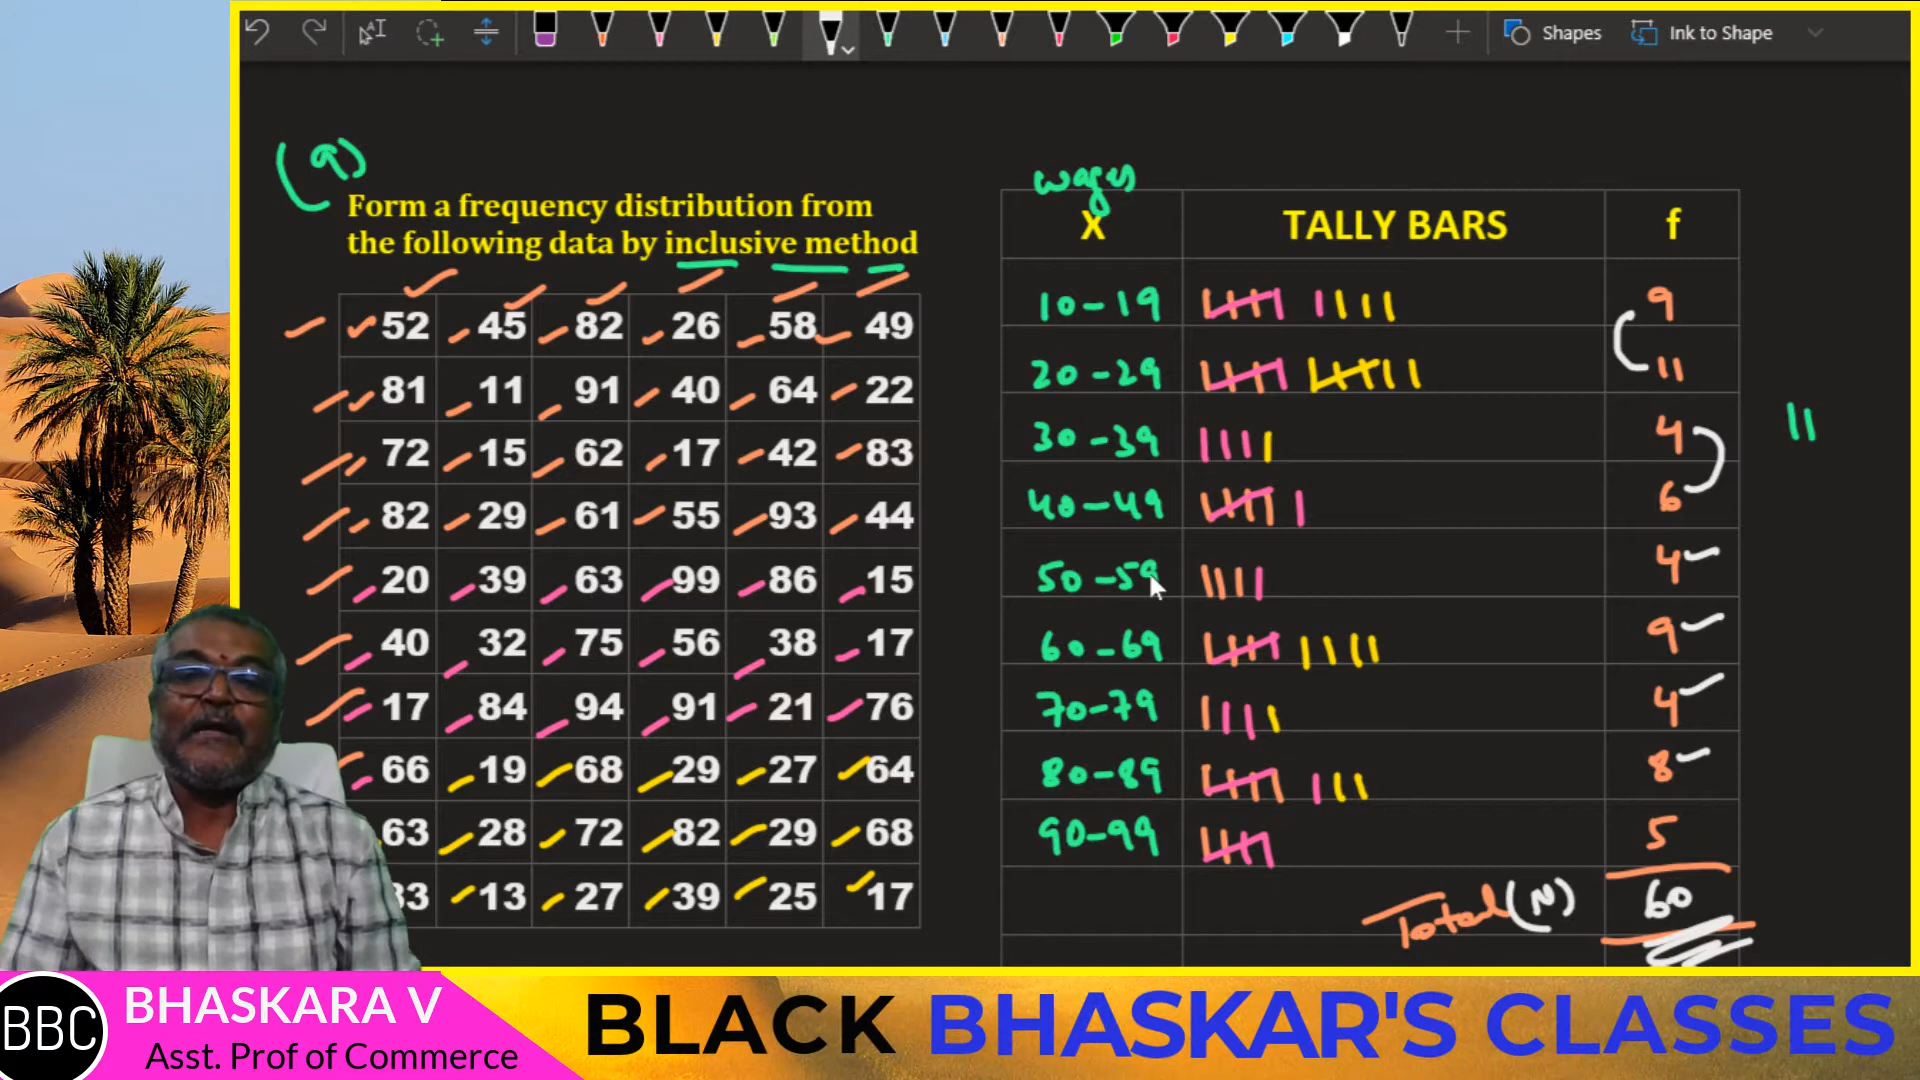 Shapes
Ink to Shape
(9)
Form a frequency distribution from
the following data by inclusive method
52 45 82 26 58 49
81 11 91 40 64 22
72 15 62 17 42 83
82 29 61 55 93 44
20 39 63 99 86 15
40 32 75 56 38 17
17 84 94 91 21 76
66 19 68 29 27 64
63 28 72 82 29 68
13 27 39 25 17
wages
X TALLY BARS f
10-19 9
20-29 11
30-39 4
40-49 6
50-59 4
60-69 9
70-79 4
80-89 8
90-99 5
Total (N) 60
11
BBC
BHASKARA V
Asst. Prof of Commerce
BLACK BHASKAR'S CLASSES